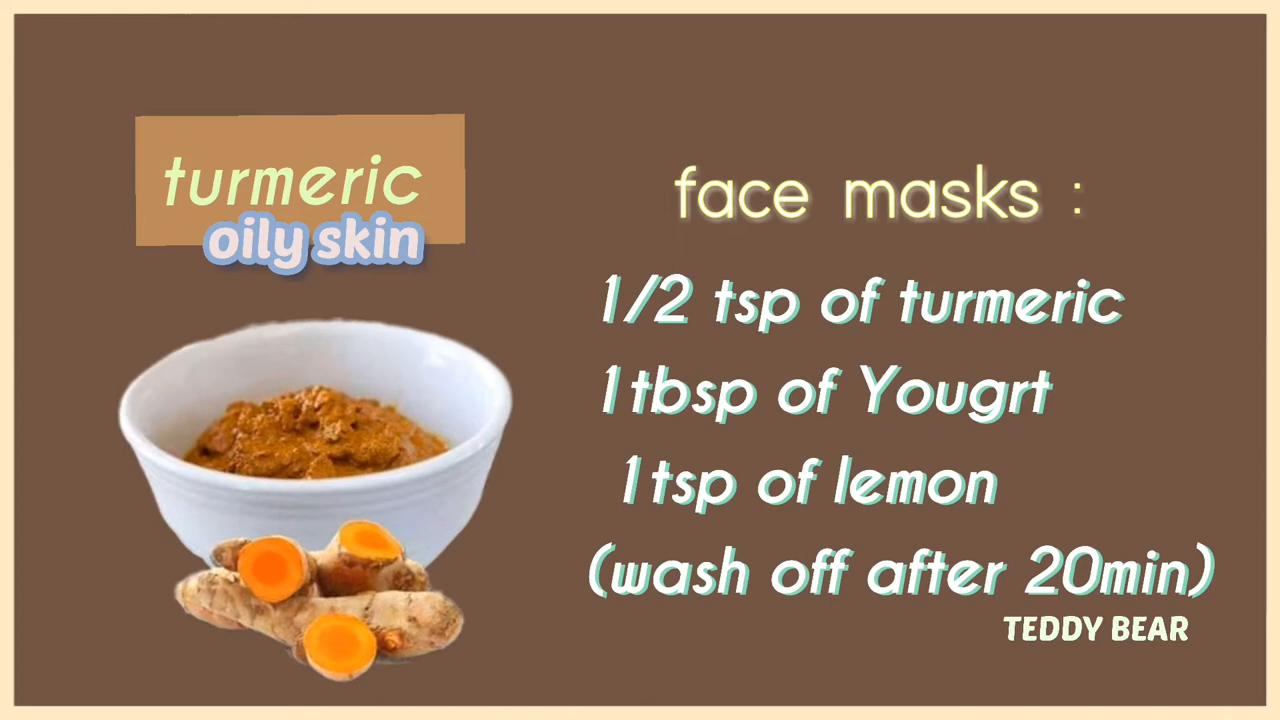 turmeric
oily skin
face masks :
1/2 tsp of turmeric
1tbsp of Yougrt
1tsp of lemon
(wash off after 20min)
TEDDY BEAR